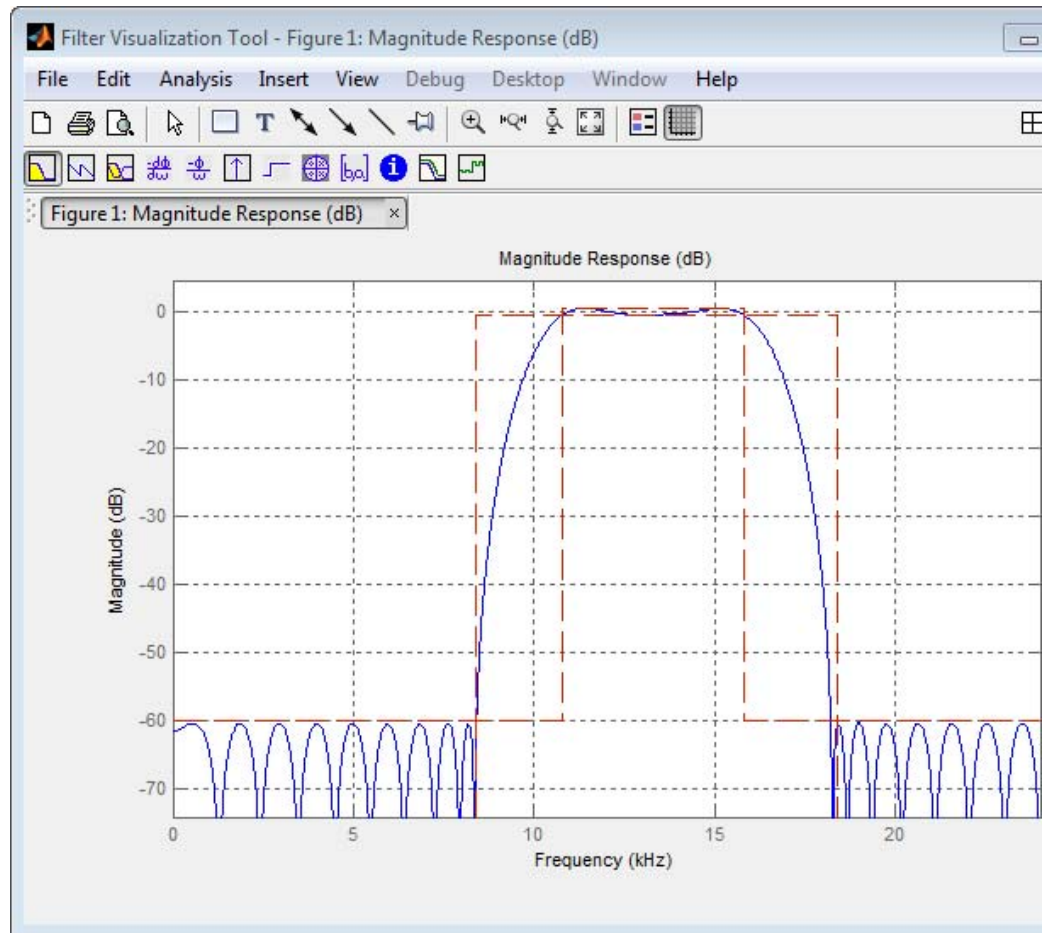 Filter Visualization Tool - Figure 1: Magnitude Response (dB)
File Edit Analysis Insert View Debug Desktop Window Help
T
[b,a] i
Figure 1: Magnitude Response (dB) ×
Magnitude Response (dB)
0
-10
-20
-30
-40
-50
-60
-70
Magnitude (dB)
0 5 10 15 20
Frequency (kHz)